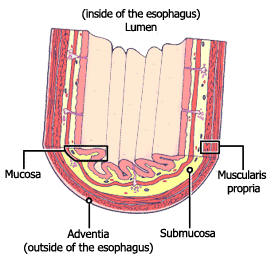 (inside of the esophagus)
Lumen
Mucosa
Muscularis
propria
Adventia
(outside of the esophagus)
Submucosa